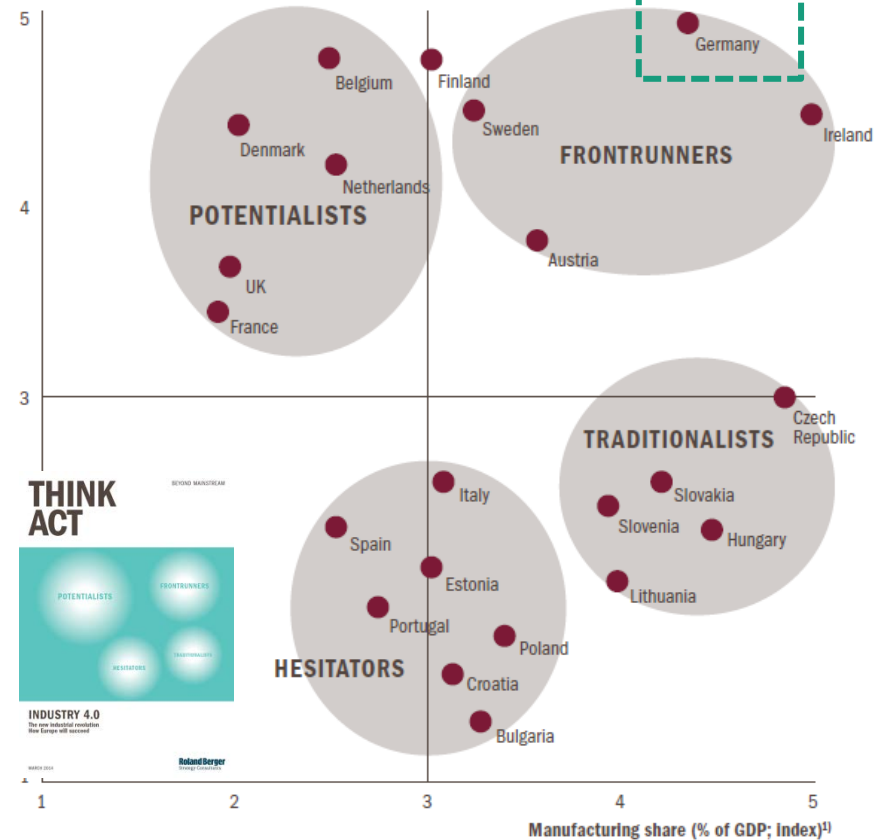 5
Germany
Belgium
Finland
Sweden
Ireland
Denmark
FRONTRUNNERS
Netherlands
4
POTENTIALISTS
Austria
UK
France
3
Czech
Republic
TRADITIONALISTS
Italy
Slovakia
Slovenia
Hungary
Spain
Estonia
Lithuania
Portugal
Poland
HESITATORS
Croatia
Bulgaria
THINK
ACT
BEYOND MAINSTREAM
POTENTIALISTS
FRONTRUNNERS
TRADITIONALISTS
HESITATORS
INDUSTRY 4.0
The new industrial revolution
How Europe will succeed
MARCH 2014
Roland Berger
Strategy Consultants
1
2
3
4
5
Manufacturing share (% of GDP; index)1)